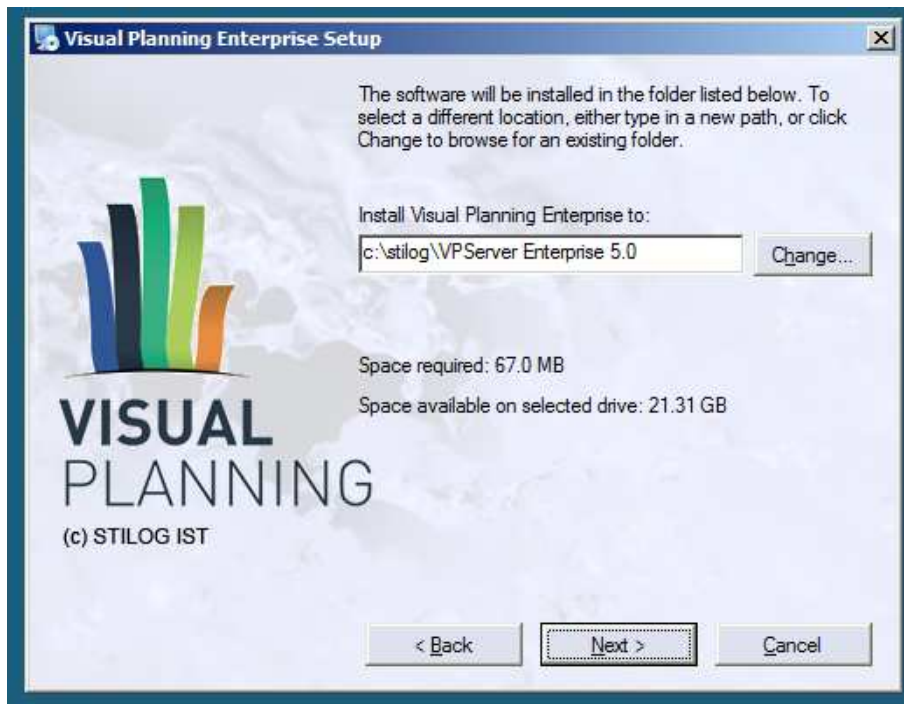 Visual Planning Enterprise Setup
The software will be installed in the folder listed below. To
select a different location, either type in a new path, or click
Change to browse for an existing folder.
Install Visual Planning Enterprise to:
c:\stilog\VPServer Enterprise 5.0
Change...
Space required: 67.0 MB
Space available on selected drive: 21.31 GB
VISUAL
PLANNING
(c) STILOG IST
< Back
Next >
Cancel